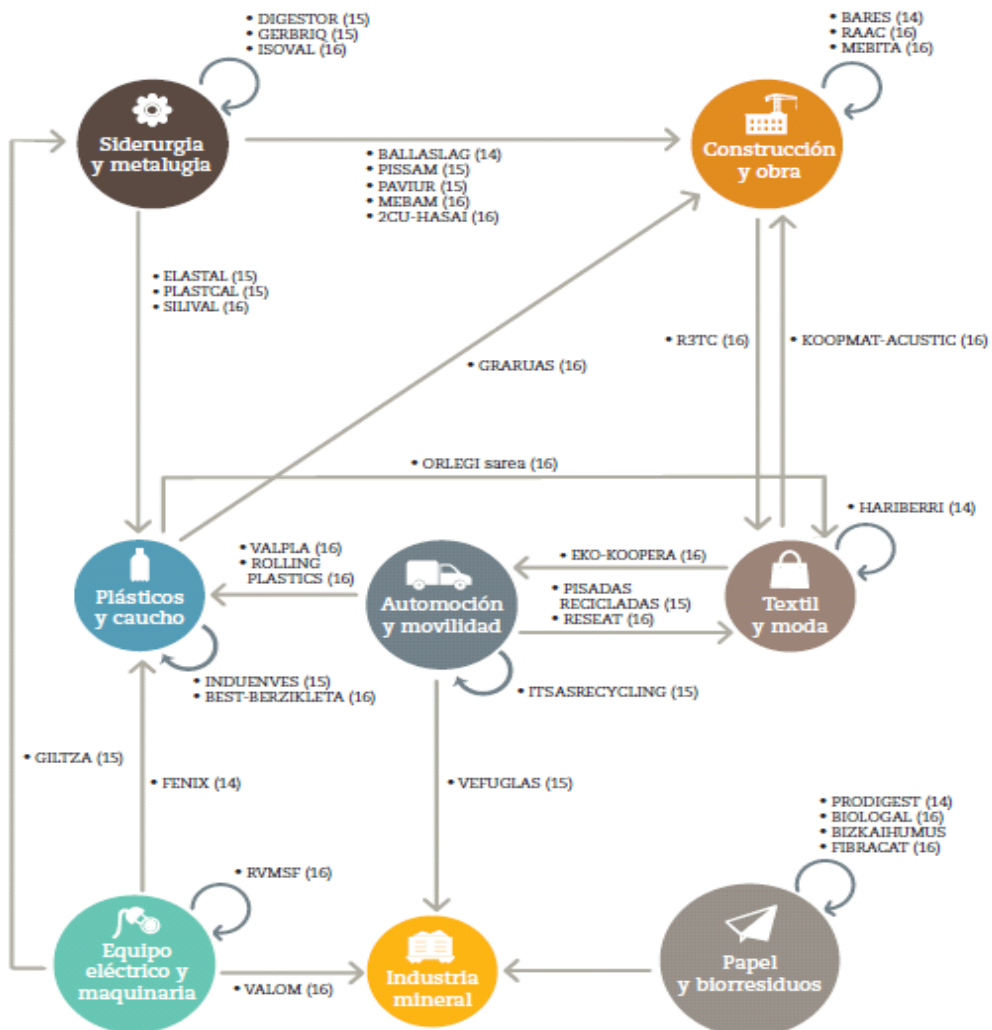 • DIGESTOR (15)
• GERBRIQ (15)
• ISOVAL (16)
• BARES (14)
• RAAC (16)
• MEBITA (16)
Siderurgia
y metalugia
Construcción
y obra
• BALLASLAG (14)
• PISSAM (15)
• PAVIUR (15)
• MEBAM (16)
• 2CU-HASAI (16)
• ELASTAL (15)
• PLASTCAL (15)
• SILIVAL (16)
• R3TC (16)
• KOOPMAT-ACUSTIC (16)
• GRARUAS (16)
• ORLEGI sarea (16)
• HARIBERRI (14)
• VALPLA (16)
• ROLLING
PLASTICS (16)
• EKO-KOOPERA (16)
• PISADAS
RECICLADAS (15)
• RESEAT (16)
Plásticos
y caucho
Automoción
y movilidad
Textil
y moda
• INDUENVES (15)
• BEST-BERZIKLETA (16)
• ITSASRECYCLING (15)
• GILTZA (15)
• FENIX (14)
• VEFUGLAS (15)
• PRODIGEST (14)
• BIOLOGAL (16)
• BIZKAIHUMUS
• FIBRACAT (16)
• RVMSF (16)
Equipo
eléctrico y
maquinaria
• VALOM (16)
Industria
mineral
Papel
y biorresiduos